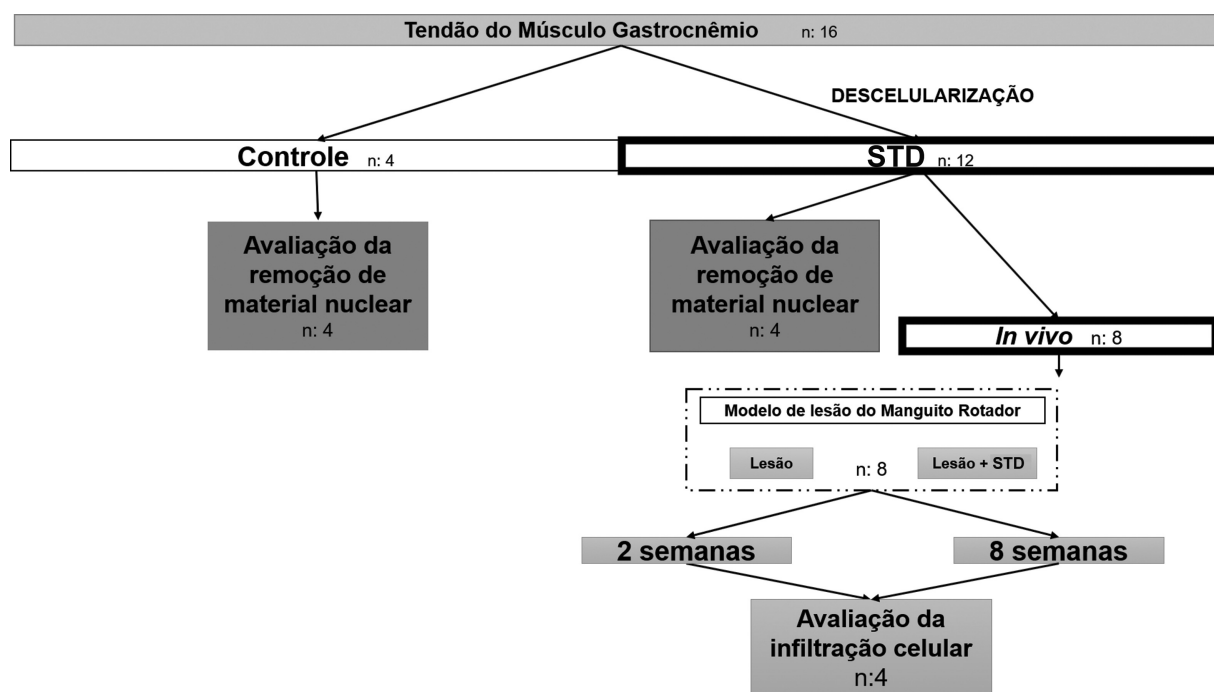 Tendão do Músculo Gastrocnêmio n: 16
DESCELULARIZAÇÃO
Controle n: 4
STD n: 12
Avaliação da
remoção de
material nuclear
n: 4
Avaliação da
remoção de
material nuclear
n: 4
In vivo n: 8
Modelo de lesão do Manguito Rotador
Lesão n: 8 Lesão + STD
2 semanas
8 semanas
Avaliação da
infiltração celular
n:4